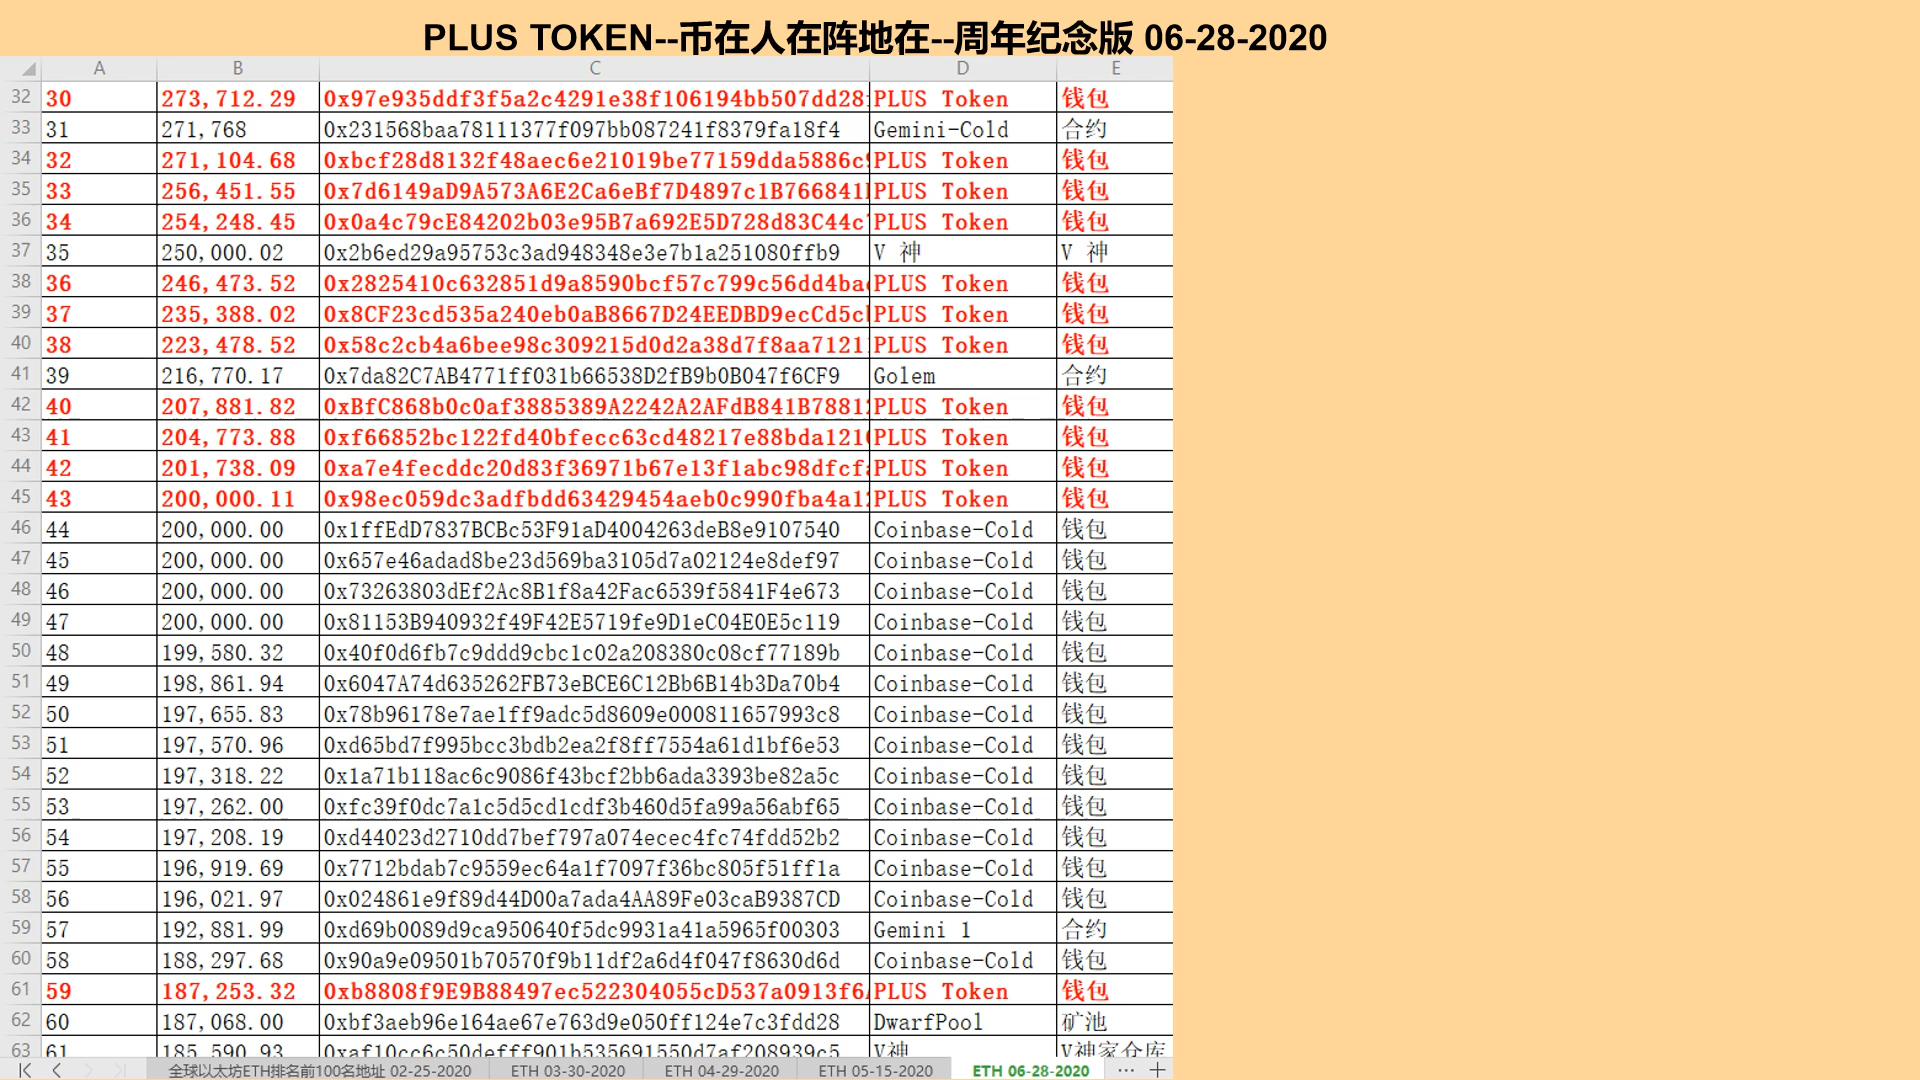 PLUS TOKEN--币在人在阵地在--周年纪念版 06-28-2020
A B C D E
32 30 273,712.29 0x97e935ddf3f5a2c4291e38f106194bb507dd28 PLUS Token 钱包
33 31 271,768 0x231568baa78111377f097bb087241f8379fa18f4 Gemini-Cold 合约
34 32 271,104.68 0xbcf28d8132f48aec6e21019be77159dda5886c9 PLUS Token 钱包
35 33 256,451.55 0x7d6149aD9A573A6E2Ca6eBf7D4897c1B766841 PLUS Token 钱包
36 34 254,248.45 0x0a4c79cE84202b03e95B7a692E5D728d83C44c PLUS Token 钱包
37 35 250,000.02 0x2b6ed29a95753c3ad948348e3e7b1a251080ffb9 V 神 V 神
38 36 246,473.52 0x2825410c632851d9a8590bcf57c799c56dd4ba PLUS Token 钱包
39 37 235,388.02 0x8CF23cd535a240eb0aB8667D24EEDBD9ecCd5c PLUS Token 钱包
40 38 223,478.52 0x58c2cb4a6bee98c309215d0d2a38d7f8aa7121 PLUS Token 钱包
41 39 216,770.17 0x7da82C7AB4771ff031b66538D2fB9b0B047f6CF9 Golem 合约
42 40 207,881.82 0xBfC868b0c0af3885389A2242A2AFdB841B7881 PLUS Token 钱包
43 41 204,773.88 0xf66852bc122fd40bfecc63cd48217e88bda121 PLUS Token 钱包
44 42 201,738.09 0xa7e4fecddc20d83f36971b67e13f1abc98dfcf PLUS Token 钱包
45 43 200,000.11 0x98ec059dc3adfbdd63429454aeb0c990fba4a1 PLUS Token 钱包
46 44 200,000.00 0x1ffEdD7837BCBc53F91aD4004263deB8e9107540 Coinbase-Cold 钱包
47 45 200,000.00 0x657e46adad8be23d569ba3105d7a02124e8def97 Coinbase-Cold 钱包
48 46 200,000.00 0x73263803dEf2Ac8B1f8a42Fac6539f5841F4e673 Coinbase-Cold 钱包
49 47 200,000.00 0x81153B940932f49F42E5719fe9D1eC04E0E5c119 Coinbase-Cold 钱包
50 48 199,580.32 0x40f0d6fb7c9ddd9cbc1c02a208380c08cf77189b Coinbase-Cold 钱包
51 49 198,861.94 0x6047A74d635262FB73eBCE6C12Bb6B14b3Da70b4 Coinbase-Cold 钱包
52 50 197,655.83 0x78b96178e7ae1ff9adc5d8609e000811657993c8 Coinbase-Cold 钱包
53 51 197,570.96 0xd65bd7f995bcc3bdb2ea2f8ff7554a61d1bf6e53 Coinbase-Cold 钱包
54 52 197,318.22 0x1a71b118ac6c9086f43bcf2bb6ada3393be82a5c Coinbase-Cold 钱包
55 53 197,262.00 0xfc39f0dc7a1c5d5cd1cdf3b460d5fa99a56abf65 Coinbase-Cold 钱包
56 54 197,208.19 0xd44023d2710dd7bef797a074ecec4fc74fdd52b2 Coinbase-Cold 钱包
57 55 196,919.69 0x7712bdab7c9559ec64a1f7097f36bc805f51ff1a Coinbase-Cold 钱包
58 56 196,021.97 0x024861e9f89d44D00a7ada4AA89Fe03caB9387CD Coinbase-Cold 钱包
59 57 192,881.99 0xd69b0089d9ca950640f5dc9931a41a5965f00303 Gemini 1 合约
60 58 188,297.68 0x90a9e09501b70570f9b11df2a6d4f047f8630d6d Coinbase-Cold 钱包
61 59 187,253.32 0xb8808f9E9B88497ec522304055cD537a0913f6 PLUS Token 钱包
62 60 187,068.00 0xbf3aeb96e164ae67e763d9e050ff124e7c3fdd28 DwarfPool 矿池
63 61 185,590.93 0xaf10cc6c50defff901b535691550d7af208939c5 V神 V神家仓库
全球以太坊ETH排名前100名地址 02-25-2020 ETH 03-30-2020 ETH 04-29-2020 ETH 05-15-2020 ETH 06-28-2020 ··· +